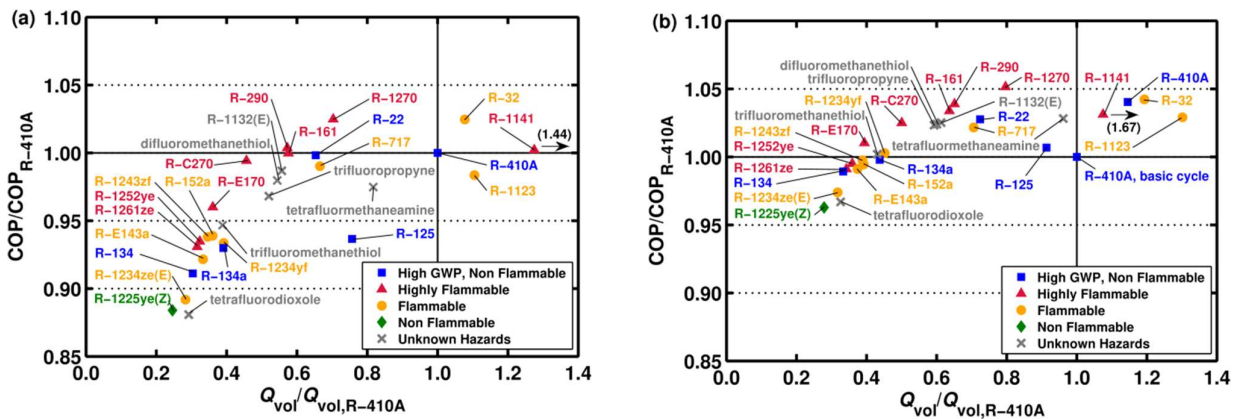 (a)
1.10
1.05
1.00
0.95
0.90
0.85
COP/COP R−410A
R−290
R−1132(E)
difluoromethanethiol
R−C270
R−1243zf
R−152a
R−1252ye
R−1261ze
R−E143a
R−134
R−1234ze(E)
R−1225ye(Z)
R−1270
R−22
R−161
R−717
trifluoropropyne
R−E170
tetrafluormethaneamine
trifluoromethanethiol
R−125
R−1234yf
R−134a
tetrafluorodioxole
R−32
R−1141
(1.44)
R−410A
R−1123
High GWP, Non Flammable
Highly Flammable
Flammable
Non Flammable
Unknown Hazards
0.0 0.2 0.4 0.6 0.8 1.0 1.2 1.4
Qvol/Qvol,R−410A
(b)
1.10
1.05
1.00
0.95
0.90
0.85
COP/COP R−410A
difluoromethanethiol
trifluoropropyne
R−161
R−290
R−1270
R−1141
R−410A
R−1234yf
R−C270
R−1132(E)
R−32
trifluoromethanethiol
R−22
(1.67)
R−1243zf
R−E170
R−717
R−1252ye
tetrafluormethaneamine
R−1123
R−1261ze
R−134a
R−134
R−152a
R−125
R−410A, basic cycle
R−1234ze(E)
R−E143a
R−1225ye(Z)
tetrafluorodioxole
High GWP, Non Flammable
Highly Flammable
Flammable
Non Flammable
Unknown Hazards
0.0 0.2 0.4 0.6 0.8 1.0 1.2 1.4
Qvol/Qvol,R−410A